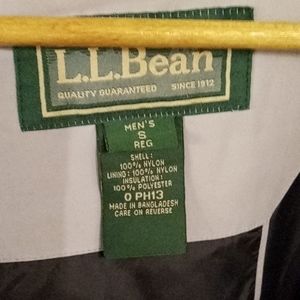 L.L.Bean
QUALITY GUARANTEED SINCE 1912
MEN'S
S
REG
SHELL:
100% NYLON
LINING: 100% NYLON
INSULATION:
100% POLYESTER
0 PH13
MADE IN BANGLADESH
CARE ON REVERSE